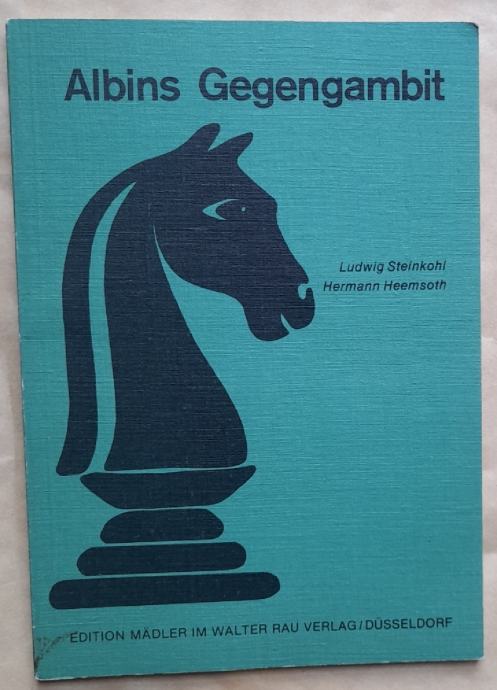 Albins Gegengambit
Ludwig Steinkohl
Hermann Heemsoth
EDITION MÄDLER IM WALTER RAU VERLAG/DÜSSELDORF